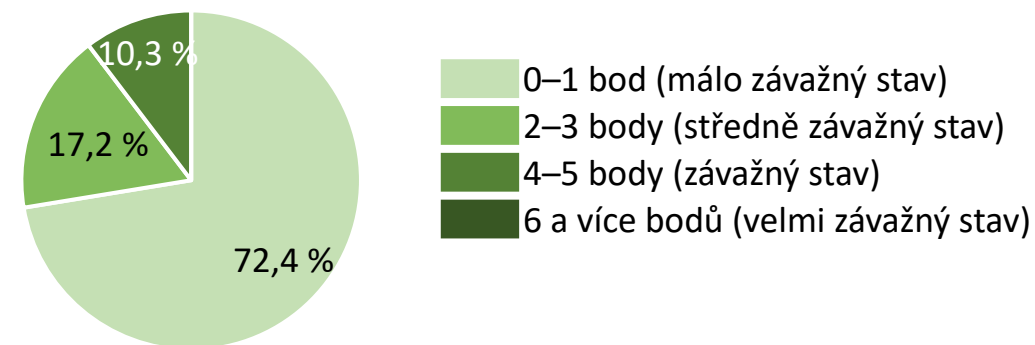 10,3 %
17,2 %
72,4 %
0–1 bod (málo závažný stav)
2–3 body (středně závažný stav)
4–5 body (závažný stav)
6 a více bodů (velmi závažný stav)